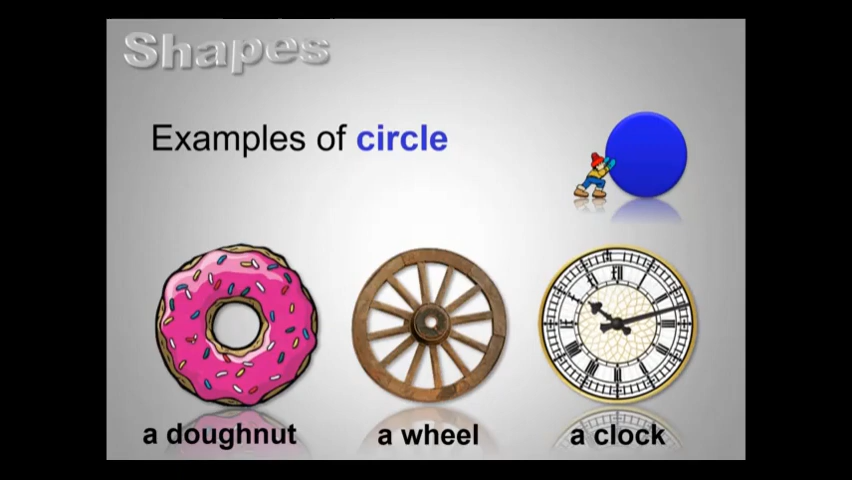 Shapes
Examples of circle
a doughnut
a wheel
a clock